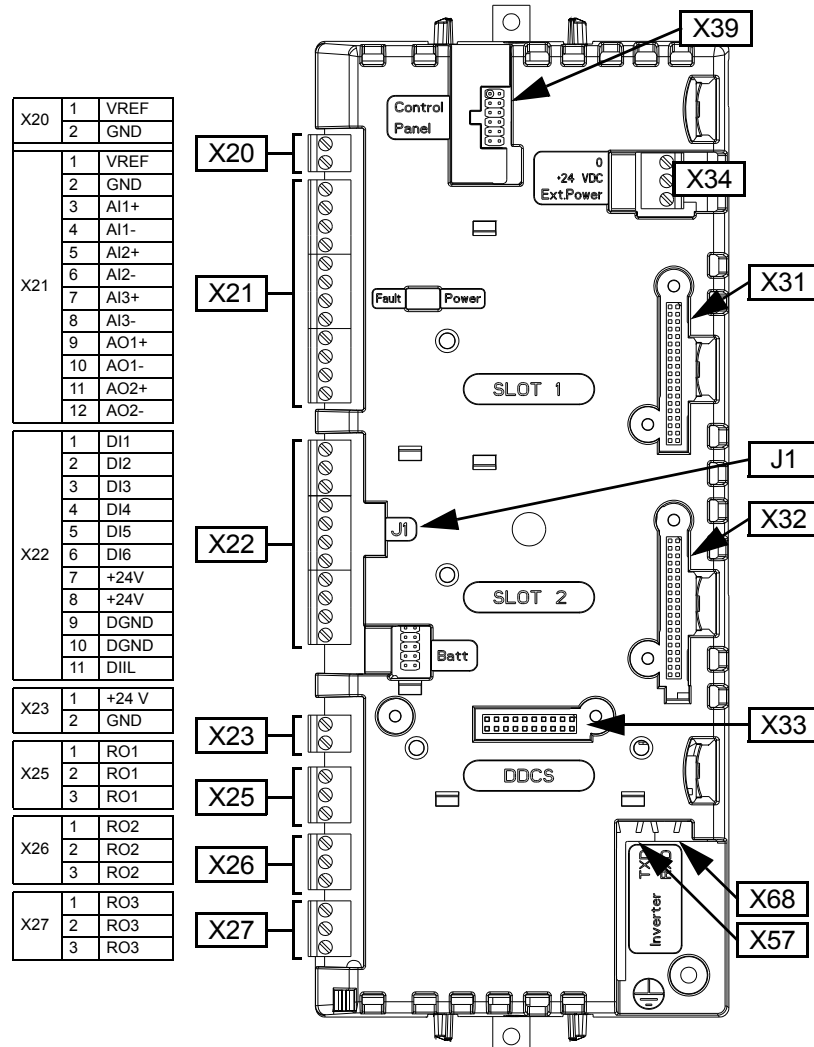 X20 1 VREF
2 GND
X21 1 VREF
2 GND
3 AI1+
4 AI1-
5 AI2+
6 AI2-
7 AI3+
8 AI3-
9 AO1+
10 AO1-
11 AO2+
12 AO2-
X22 1 DI1
2 DI2
3 DI3
4 DI4
5 DI5
6 DI6
7 +24V
8 +24V
9 DGND
10 DGND
11 DIIL
X23 1 +24 V
2 GND
X25 1 RO1
2 RO1
3 RO1
X26 1 RO2
2 RO2
3 RO2
X27 1 RO3
2 RO3
3 RO3
X20
X21
X22
X23
X25
X26
X27
Control
Panel
X39
0
+24 VDC
Ext.Power
X34
Fault Power
X31
SLOT 1
J1
J1
X32
SLOT 2
Batt
X33
DDCS
Inverter
TXD
RXD
X68
X57